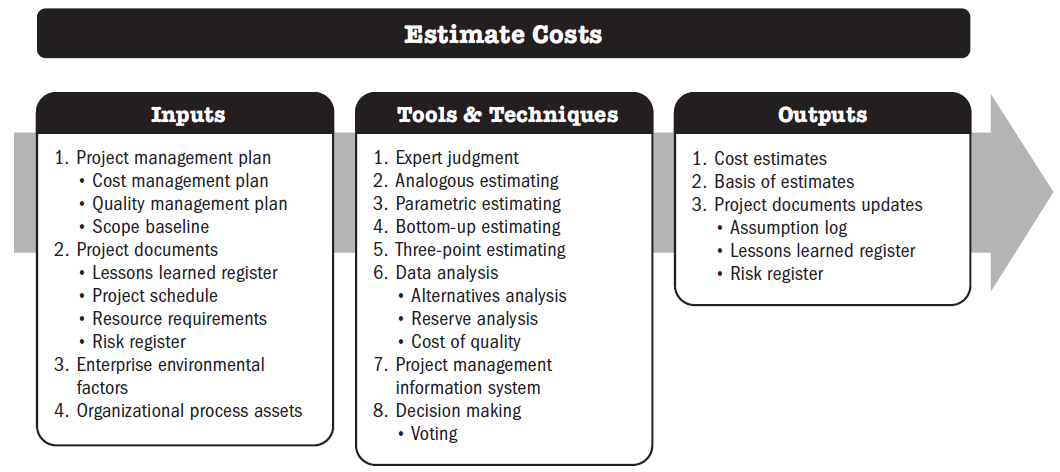 Estimate Costs
Inputs
1. Project management plan
• Cost management plan
• Quality management plan
• Scope baseline
2. Project documents
• Lessons learned register
• Project schedule
• Resource requirements
• Risk register
3. Enterprise environmental
factors
4. Organizational process assets
Tools & Techniques
1. Expert judgment
2. Analogous estimating
3. Parametric estimating
4. Bottom-up estimating
5. Three-point estimating
6. Data analysis
• Alternatives analysis
• Reserve analysis
• Cost of quality
7. Project management
information system
8. Decision making
• Voting
Outputs
1. Cost estimates
2. Basis of estimates
3. Project documents updates
• Assumption log
• Lessons learned register
• Risk register